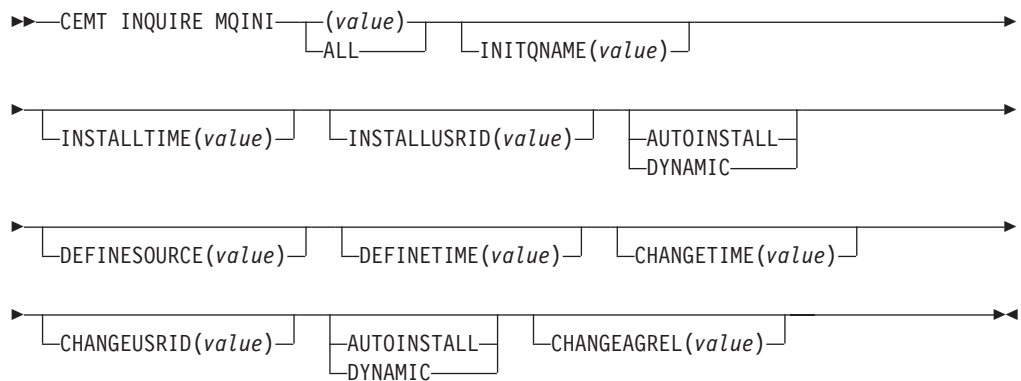 CEMT INQUIRE MQINI (value) INITQNAME(value)
ALL
INSTALLTIME(value) INSTALLUSRID(value) AUTOINSTALL
DYNAMIC
DEFINESOURCE(value) DEFINETIME(value) CHANGETIME(value)
CHANGEUSRID(value) AUTOINSTALL CHANGEAGREL(value)
DYNAMIC